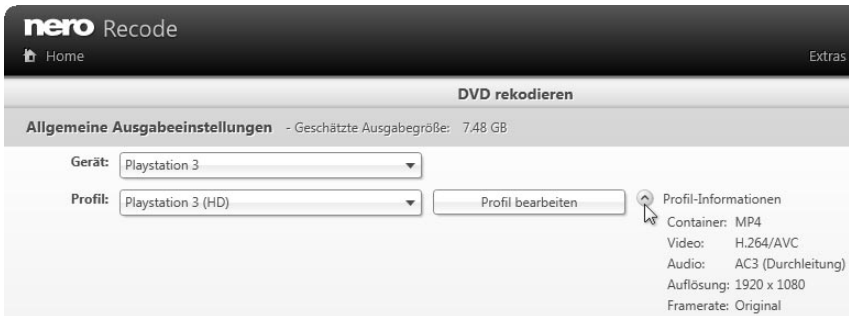 nero Recode
Home Extras
DVD rekodieren
Allgemeine Ausgabeeinstellungen - Geschätzte Ausgabegröße: 7.48 GB
Gerät: Playstation 3
Profil: Playstation 3 (HD) Profil bearbeiten Profil-Informationen
Container: MP4
Video: H.264/AVC
Audio: AC3 (Durchleitung)
Auflösung: 1920 x 1080
Framerate: Original